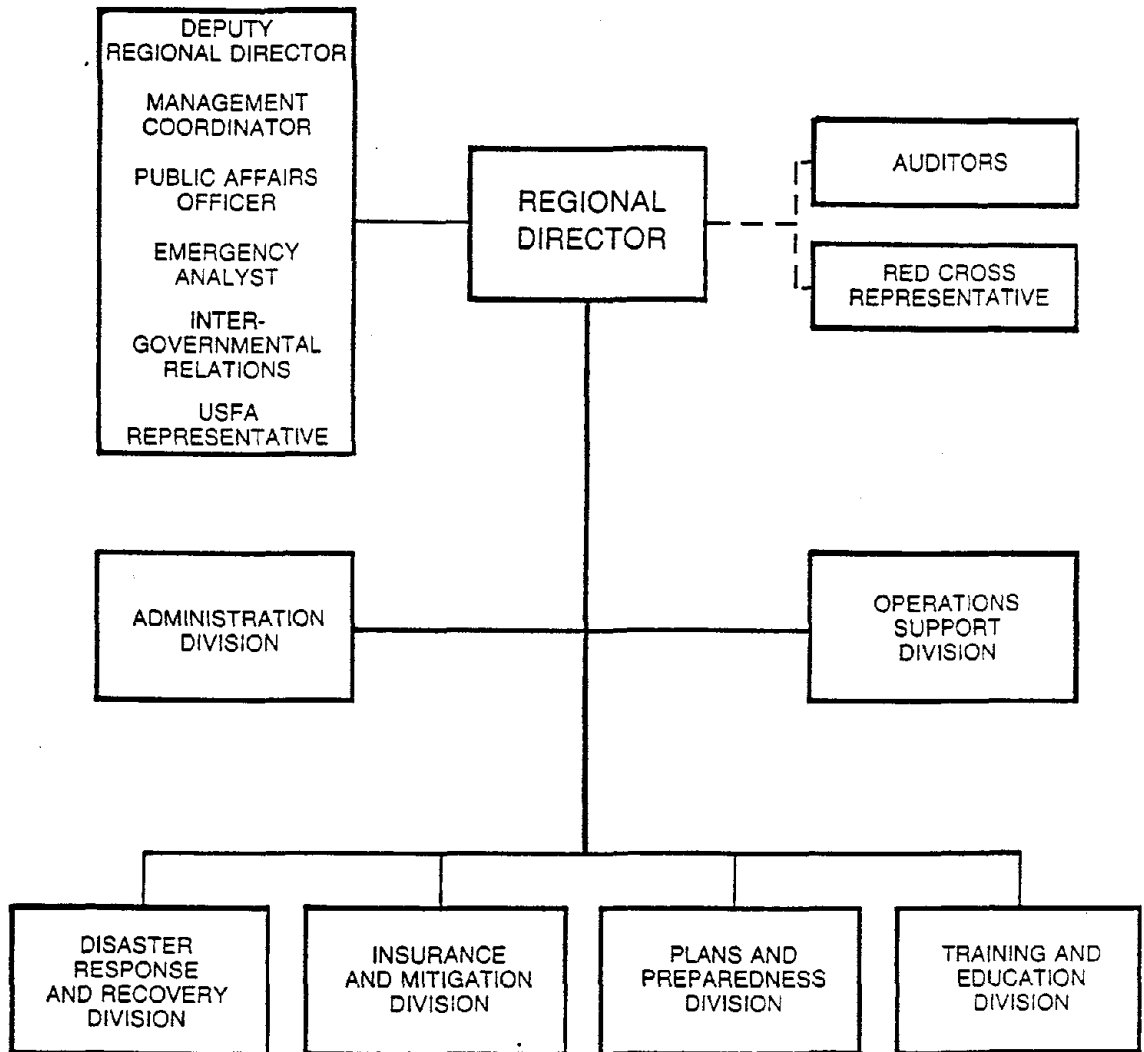 DEPUTY
REGIONAL DIRECTOR
MANAGEMENT
COORDINATOR
PUBLIC AFFAIRS
OFFICER
EMERGENCY
ANALYST
INTER-
GOVERNMENTAL
RELATIONS
USFA
REPRESENTATIVE
REGIONAL
DIRECTOR
AUDITORS
RED CROSS
REPRESENTATIVE
ADMINISTRATION
DIVISION
OPERATIONS
SUPPORT
DIVISION
DISASTER
RESPONSE
AND RECOVERY
DIVISION
INSURANCE
AND MITIGATION
DIVISION
PLANS AND
PREPAREDNESS
DIVISION
TRAINING AND
EDUCATION
DIVISION